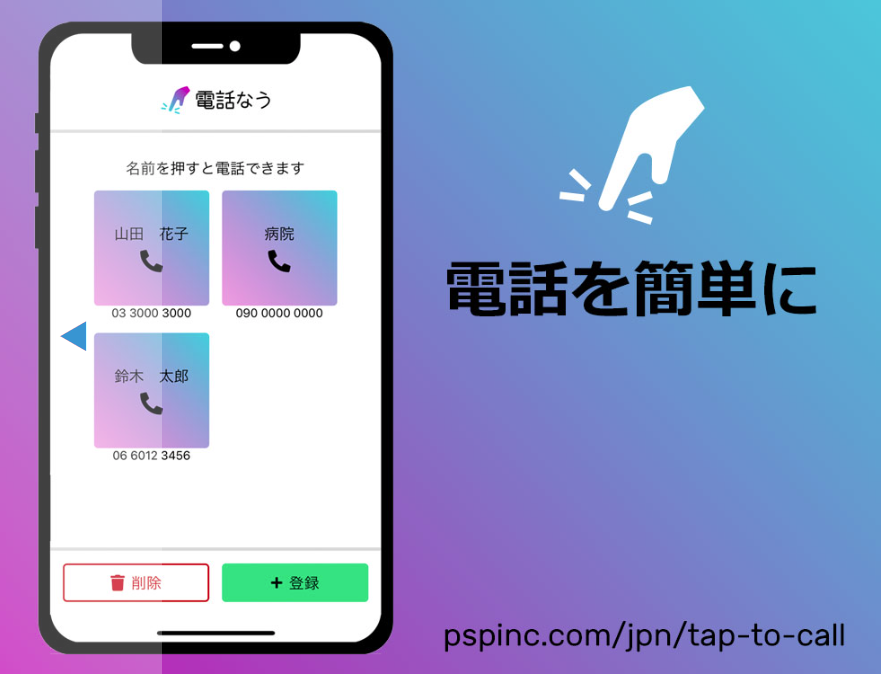 電話なう
名前を押すと電話できます
山田　花子
03 3000 3000
病院
090 0000 0000
鈴木　太郎
06 6012 3456
削除
+ 登録
電話を簡単に
pspinc.com/jpn/tap-to-call